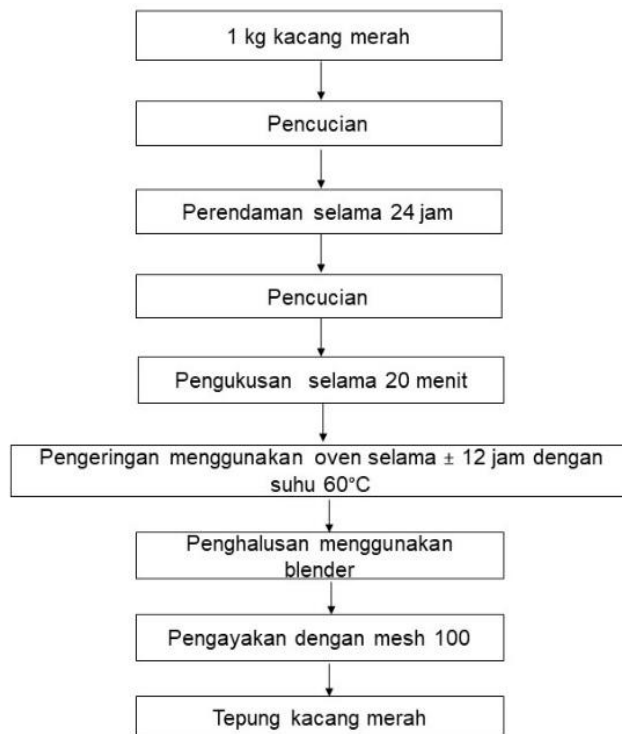 1 kg kacang merah
Pencucian
Perendaman selama 24 jam
Pencucian
Pengukusan selama 20 menit
Pengeringan menggunakan oven selama ± 12 jam dengan
suhu 60°C
Penghalusan menggunakan
blender
Pengayakan dengan mesh 100
Tepung kacang merah